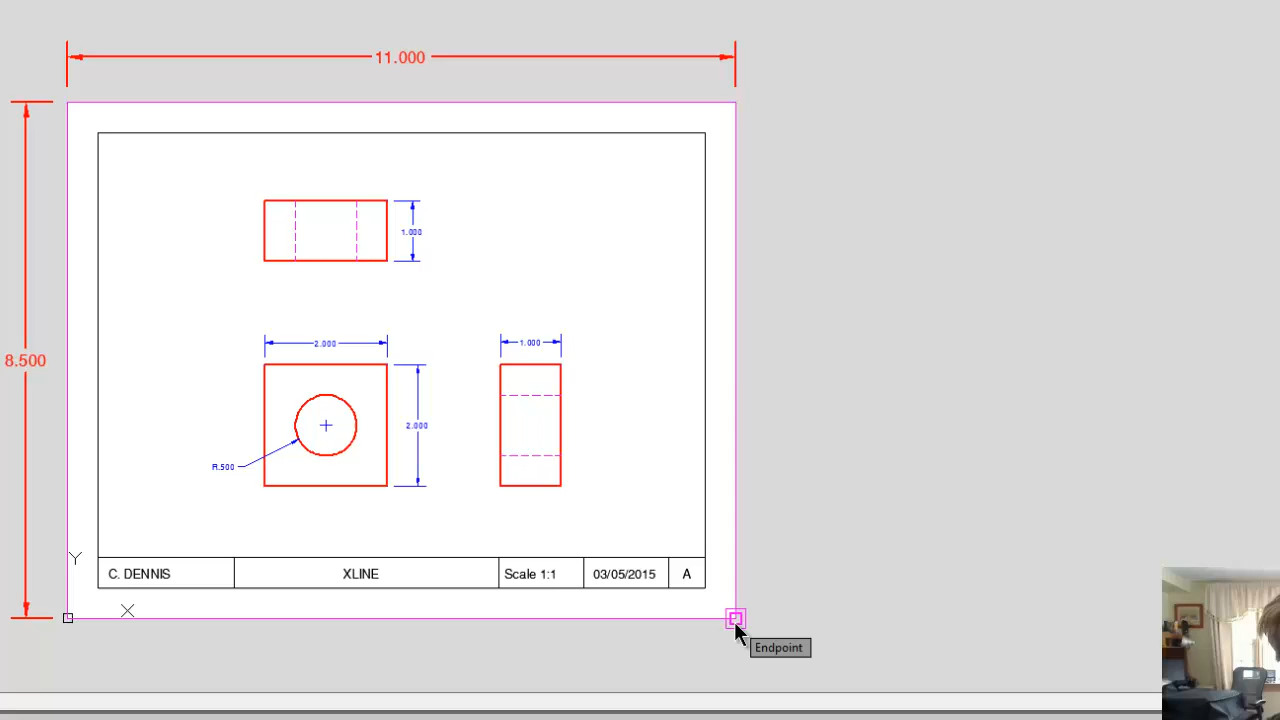 11.000
1.000
2.000
1.000
8.500
2.000
R.500
Y
C. DENNIS
XLINE
Scale 1:1
03/05/2015
A
X
Endpoint